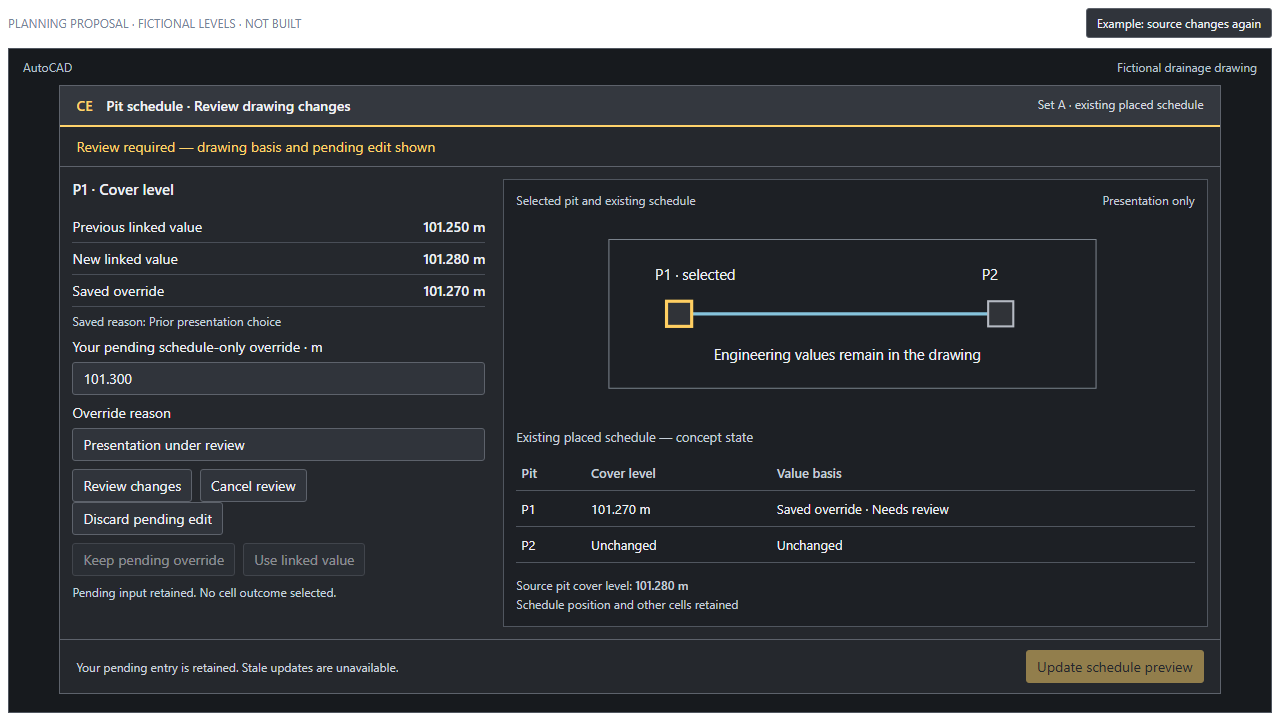 PLANNING PROPOSAL · FICTIONAL LEVELS · NOT BUILT
Example: source changes again
AutoCAD
Fictional drainage drawing
CE Pit schedule · Review drawing changes
Set A · existing placed schedule
Review required — drawing basis and pending edit shown
P1 · Cover level
Previous linked value 101.250 m
New linked value 101.280 m
Saved override 101.270 m
Saved reason: Prior presentation choice
Your pending schedule-only override · m
101.300
Override reason
Presentation under review
Review changes Cancel review
Discard pending edit
Keep pending override Use linked value
Pending input retained. No cell outcome selected.
Selected pit and existing schedule
Presentation only
P1 · selected P2
Engineering values remain in the drawing
Existing placed schedule — concept state
Pit Cover level Value basis
P1 101.270 m Saved override · Needs review
P2 Unchanged Unchanged
Source pit cover level: 101.280 m
Schedule position and other cells retained
Your pending entry is retained. Stale updates are unavailable.
Update schedule preview